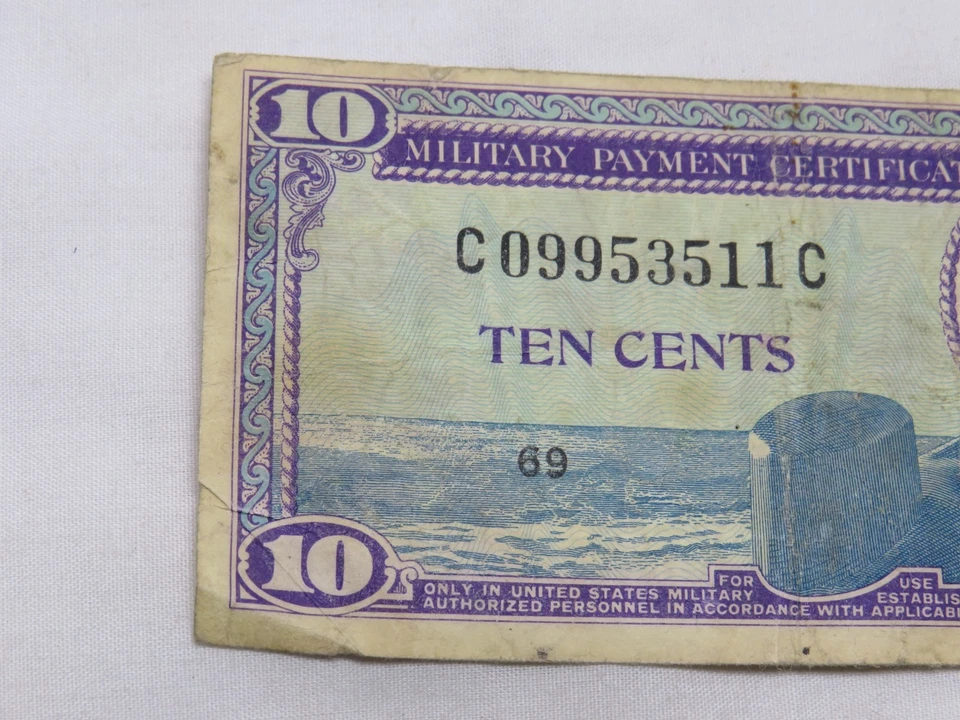 10
MILITARY PAYMENT CERTIFICAT
C09953511C
TEN CENTS
69
10
FOR USE
ONLY IN UNITED STATES MILITARY ESTABLIS
AUTHORIZED PERSONNEL IN ACCORDANCE WITH APPLICABL